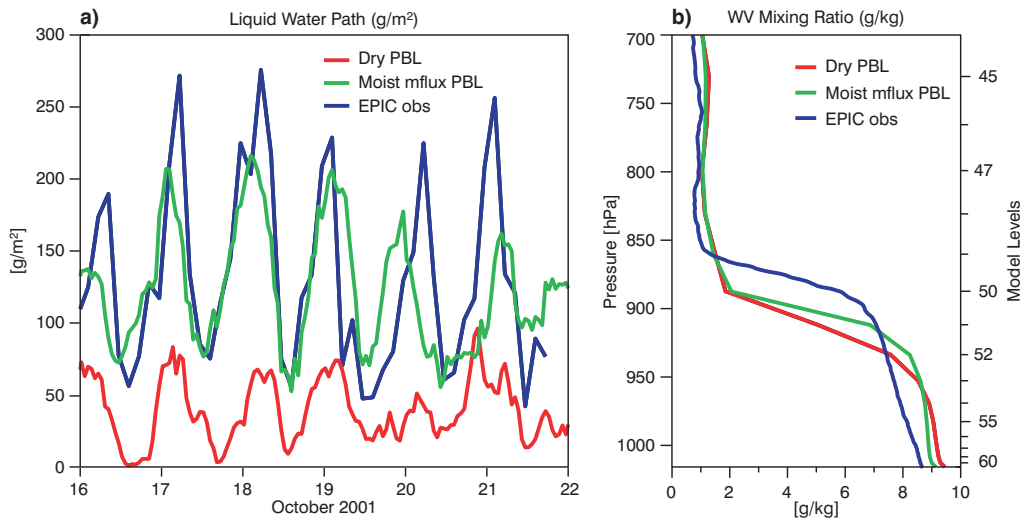 a) Liquid Water Path (g/m²)
300
250
200
150
100
50
0
[g/m²]
Dry PBL
Moist mflux PBL
EPIC obs
16 17 18 19 20 21 22
October 2001
b) WV Mixing Ratio (g/kg)
700
750
800
850
900
950
1000
Pressure [hPa]
Dry PBL
Moist mflux PBL
EPIC obs
45
47
50
52
55
60
Model Levels
0 2 4 6 8 10
[g/kg]